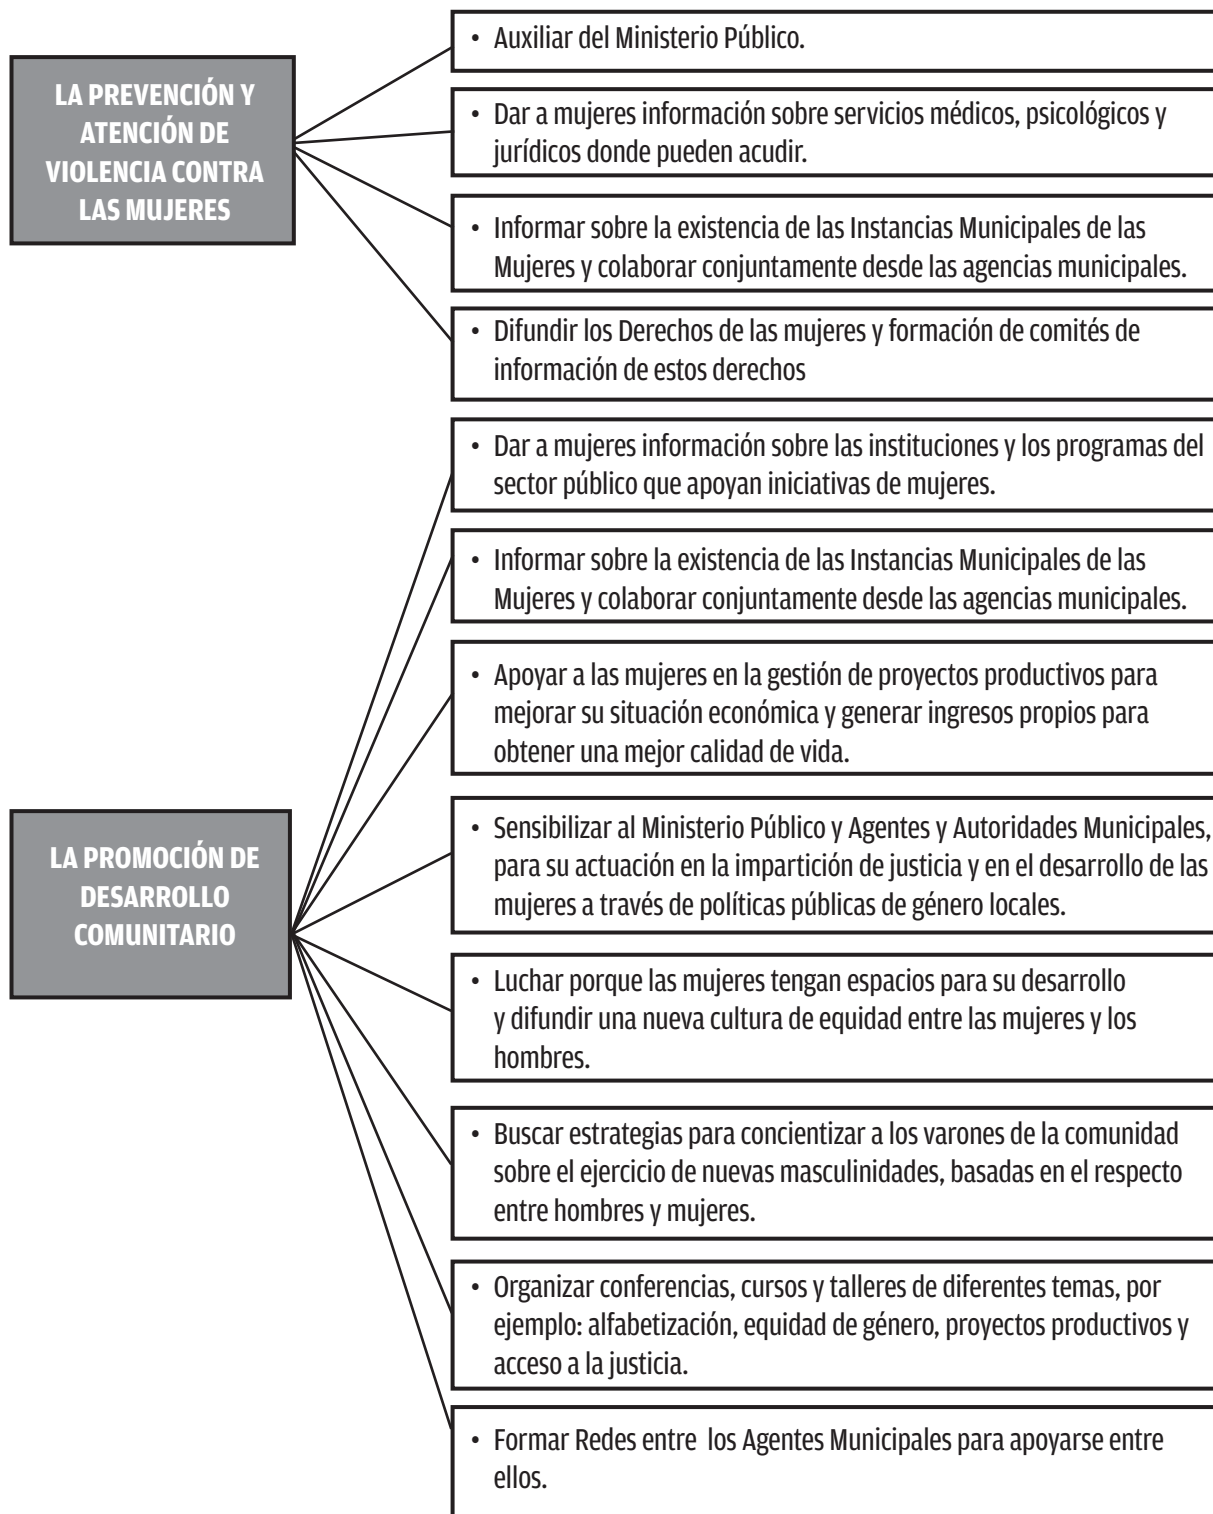 LA PREVENCIÓN Y
ATENCIÓN DE
VIOLENCIA CONTRA
LAS MUJERES
• Auxiliar del Ministerio Público.
• Dar a mujeres información sobre servicios médicos, psicológicos y
jurídicos donde pueden acudir.
• Informar sobre la existencia de las Instancias Municipales de las
Mujeres y colaborar conjuntamente desde las agencias municipales.
• Difundir los Derechos de las mujeres y formación de comités de
información de estos derechos
LA PROMOCIÓN DE
DESARROLLO
COMUNITARIO
• Dar a mujeres información sobre las instituciones y los programas del
sector público que apoyan iniciativas de mujeres.
• Informar sobre la existencia de las Instancias Municipales de las
Mujeres y colaborar conjuntamente desde las agencias municipales.
• Apoyar a las mujeres en la gestión de proyectos productivos para
mejorar su situación económica y generar ingresos propios para
obtener una mejor calidad de vida.
• Sensibilizar al Ministerio Público y Agentes y Autoridades Municipales,
para su actuación en la impartición de justicia y en el desarrollo de las
mujeres a través de políticas públicas de género locales.
• Luchar porque las mujeres tengan espacios para su desarrollo
y difundir una nueva cultura de equidad entre las mujeres y los
hombres.
• Buscar estrategias para concientizar a los varones de la comunidad
sobre el ejercicio de nuevas masculinidades, basadas en el respecto
entre hombres y mujeres.
• Organizar conferencias, cursos y talleres de diferentes temas, por
ejemplo: alfabetización, equidad de género, proyectos productivos y
acceso a la justicia.
• Formar Redes entre los Agentes Municipales para apoyarse entre
ellos.